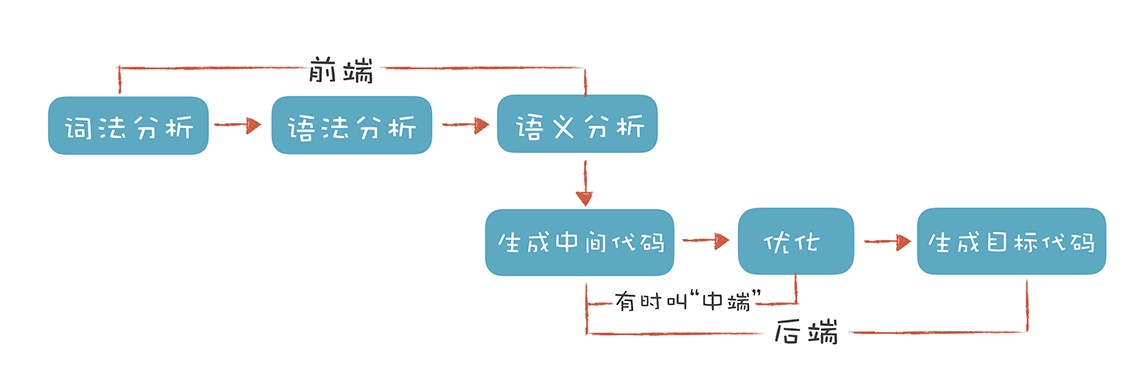 前端
词法分析
语法分析
语义分析
生成中间代码
优化
生成目标代码
有时叫“中端”
后端